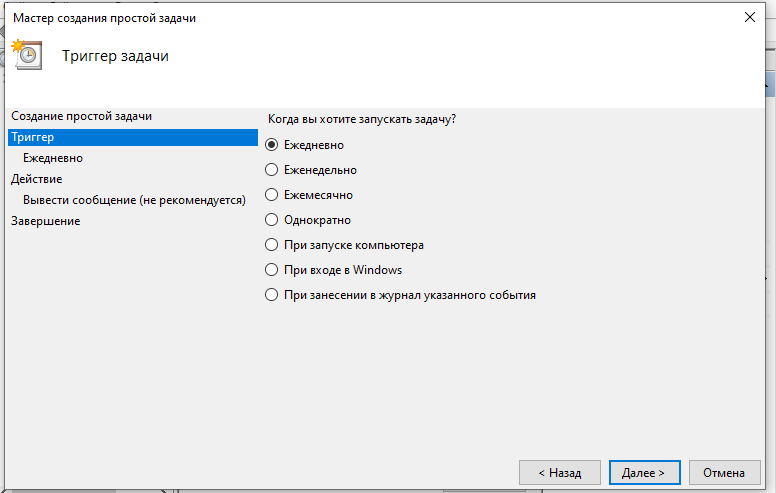 Мастер создания простой задачи
Триггер задачи
Создание простой задачи
Триггер
Ежедневно
Действие
Вывести сообщение (не рекомендуется)
Завершение
Когда вы хотите запускать задачу?
Ежедневно
Еженедельно
Ежемесячно
Однократно
При запуске компьютера
При входе в Windows
При занесении в журнал указанного события
< Назад
Далее >
Отмена